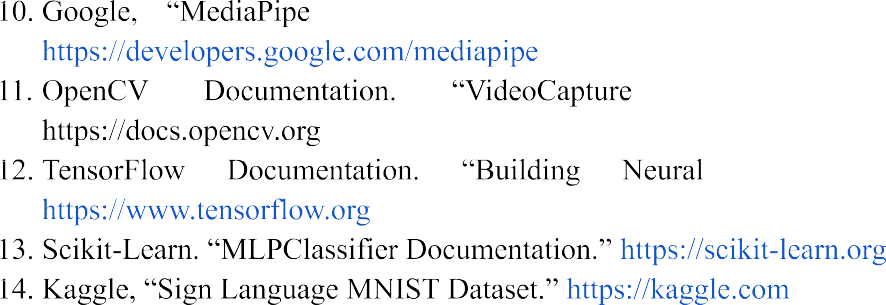 10. Google, “MediaPipe
https://developers.google.com/mediapipe
11. OpenCV Documentation. “VideoCapture
https://docs.opencv.org
12. TensorFlow Documentation. “Building Neural
https://www.tensorflow.org
13. Scikit-Learn. “MLPClassifier Documentation.” https://scikit-learn.org
14. Kaggle, “Sign Language MNIST Dataset.” https://kaggle.com